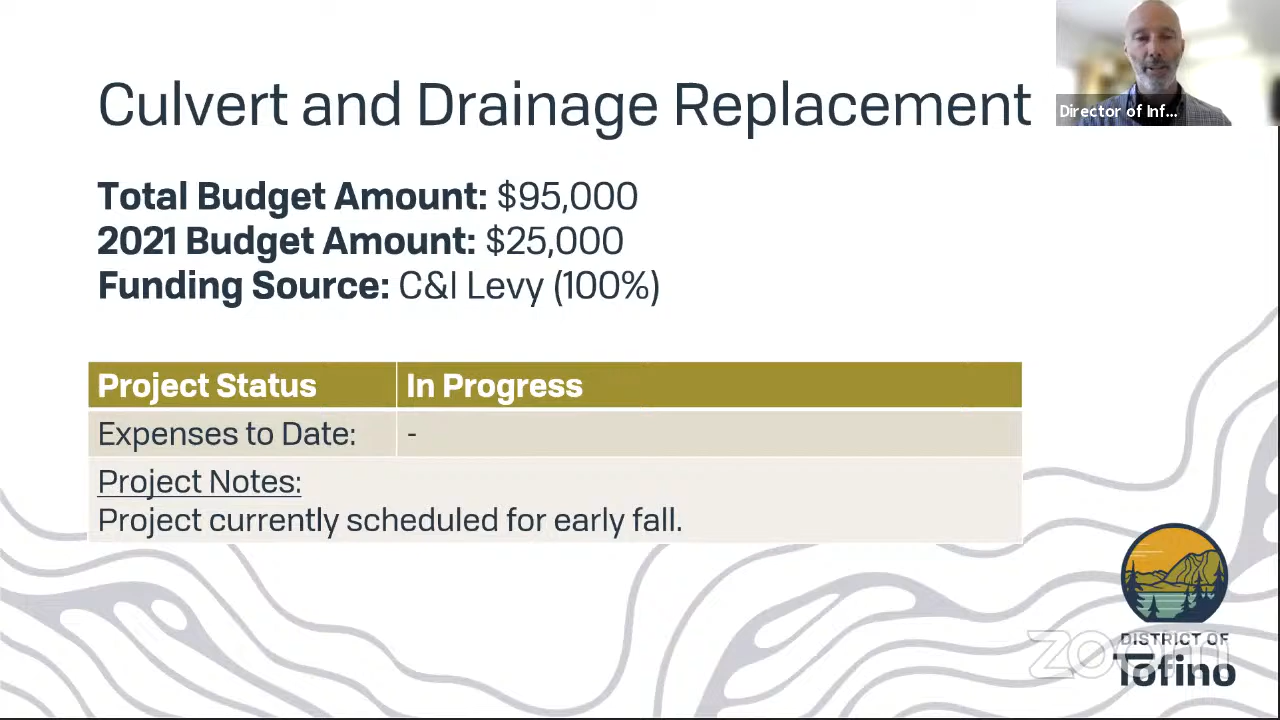 Culvert and Drainage Replacement
Director of Inf...
Total Budget Amount: $95,000
2021 Budget Amount: $25,000
Funding Source: C&I Levy (100%)
Project Status In Progress
Expenses to Date: -
Project Notes:
Project currently scheduled for early fall.
DISTRICT OF
Tofino
zoom